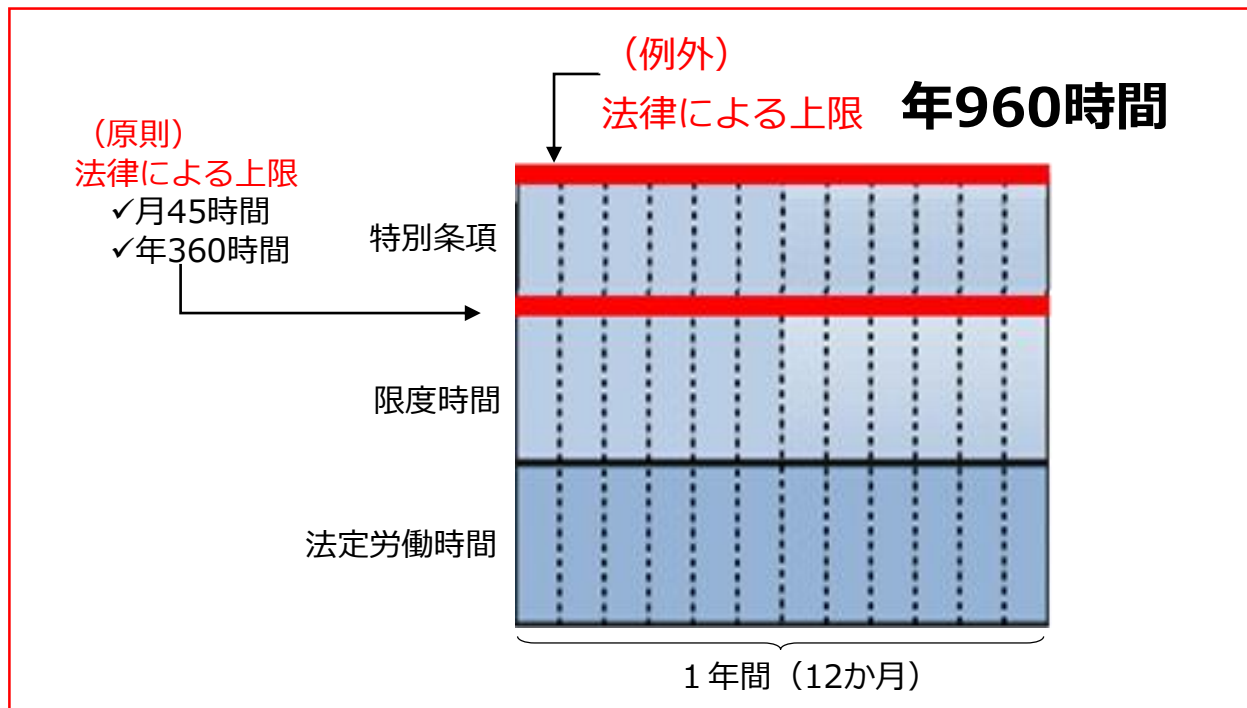 （例外）
法律による上限 年960時間
（原則）
法律による上限
✓月45時間
✓年360時間
特別条項
限度時間
法定労働時間
１年間（12か月）